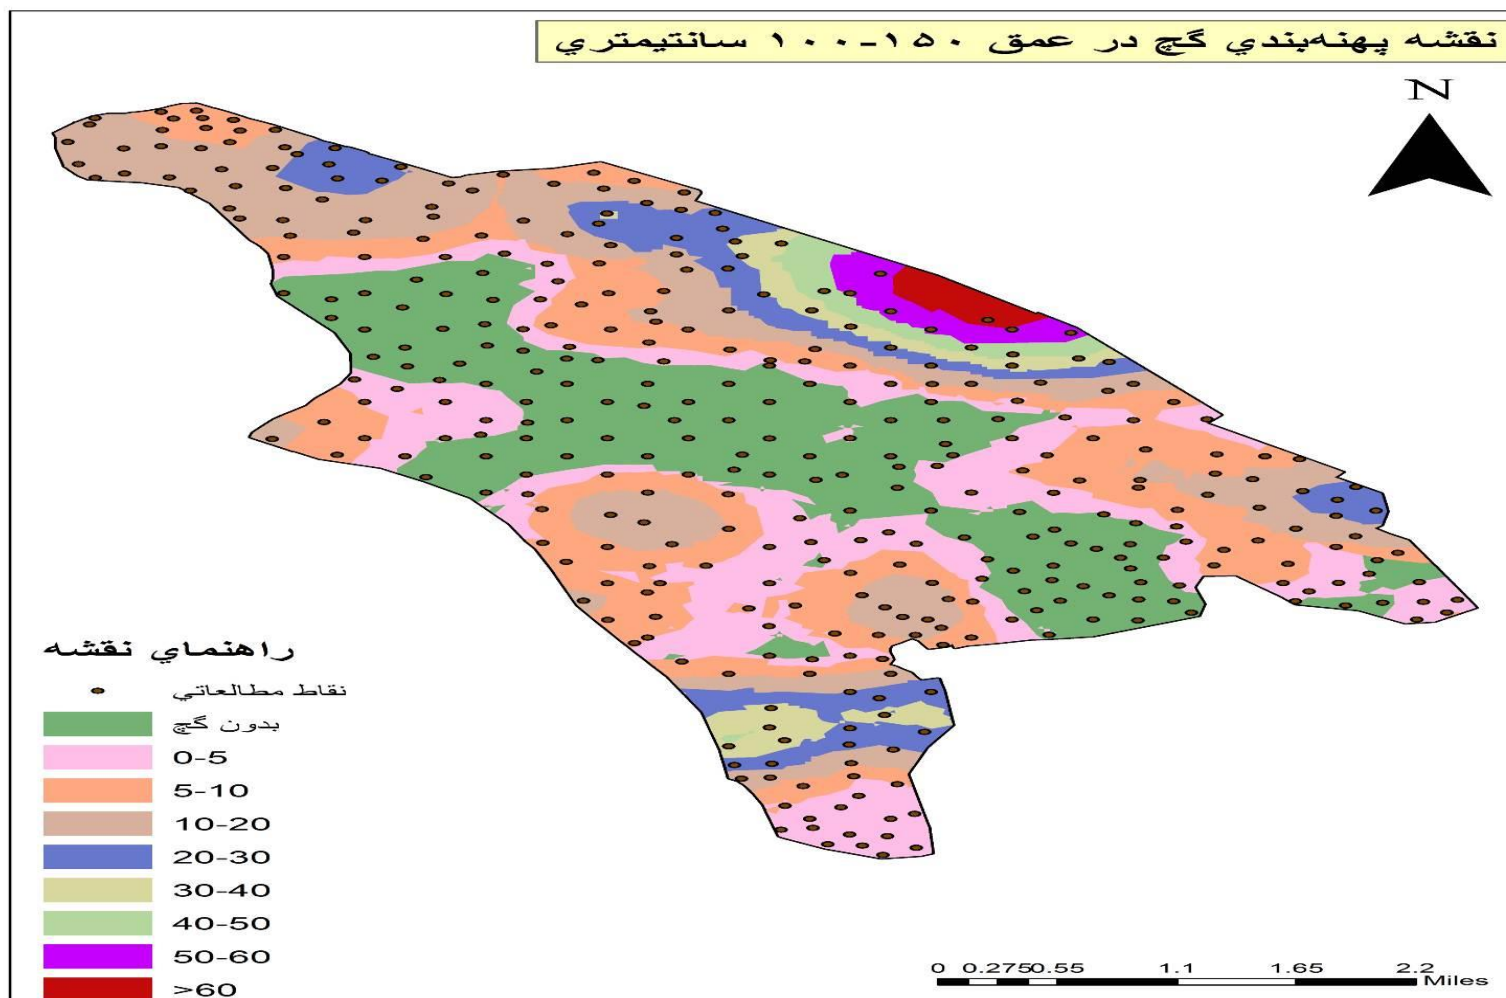 نقشه پهنه‌بندي گچ در عمق ۱۵۰-۱۰۰ سانتيمتري
N
راهنماي نقشه
نقاط مطالعاتي
بدون گچ
0-5
5-10
10-20
20-30
30-40
40-50
50-60
>60
0 0.275 0.55 1.1 1.65 2.2
Miles